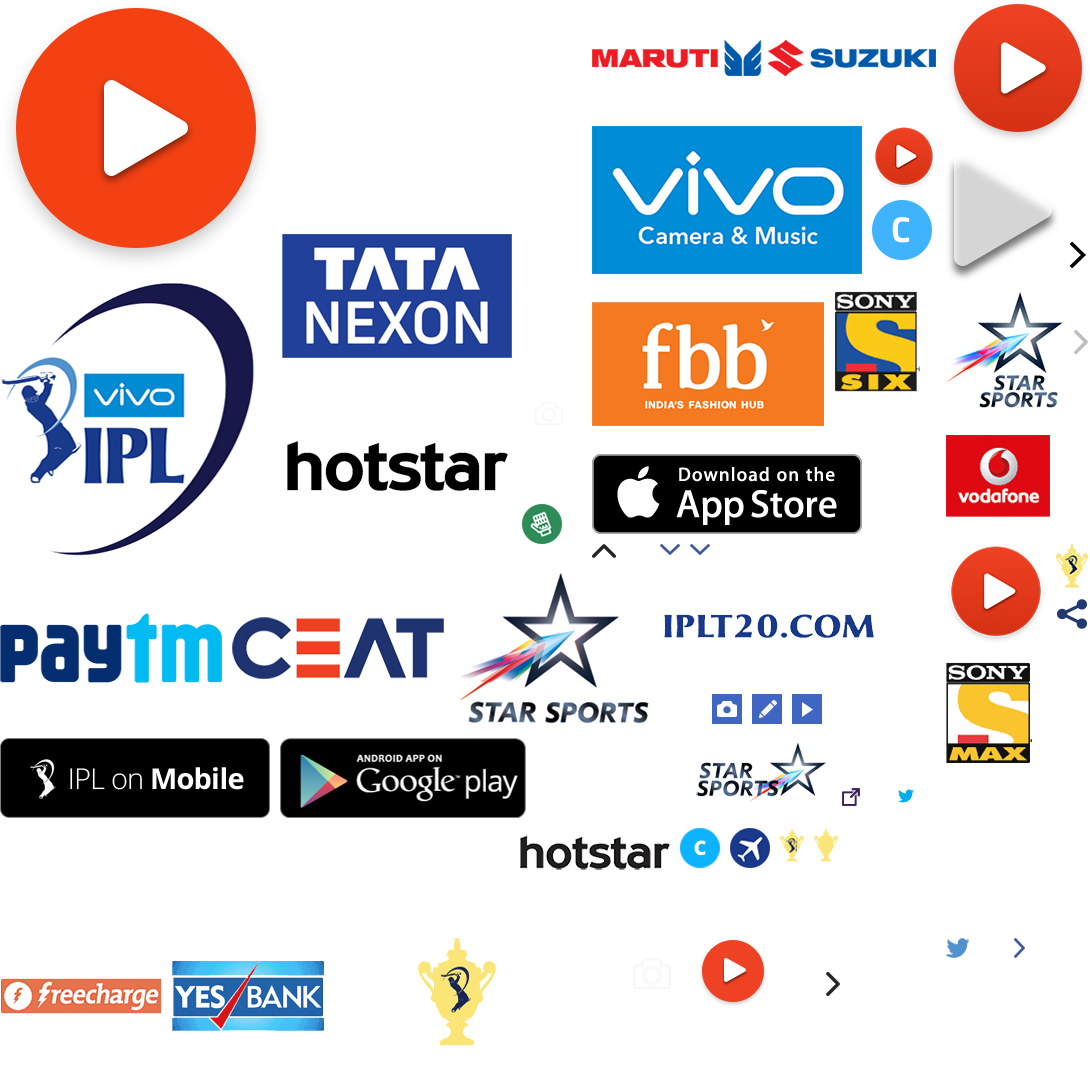 MARUTI SUZUKI
vivo
Camera & Music
C
TATA
NEXON
vivo
IPL
fbb
INDIA'S FASHION HUB
SONY
S
SIX
STAR
SPORTS
hotstar
Download on the
App Store
vodafone
paytm
CEAT
STAR SPORTS
IPLT20.COM
SONY
S
MAX
IPL on Mobile
ANDROID APP ON
Google play
STAR
SPORTS
hotstar
C
freecharge
YES BANK